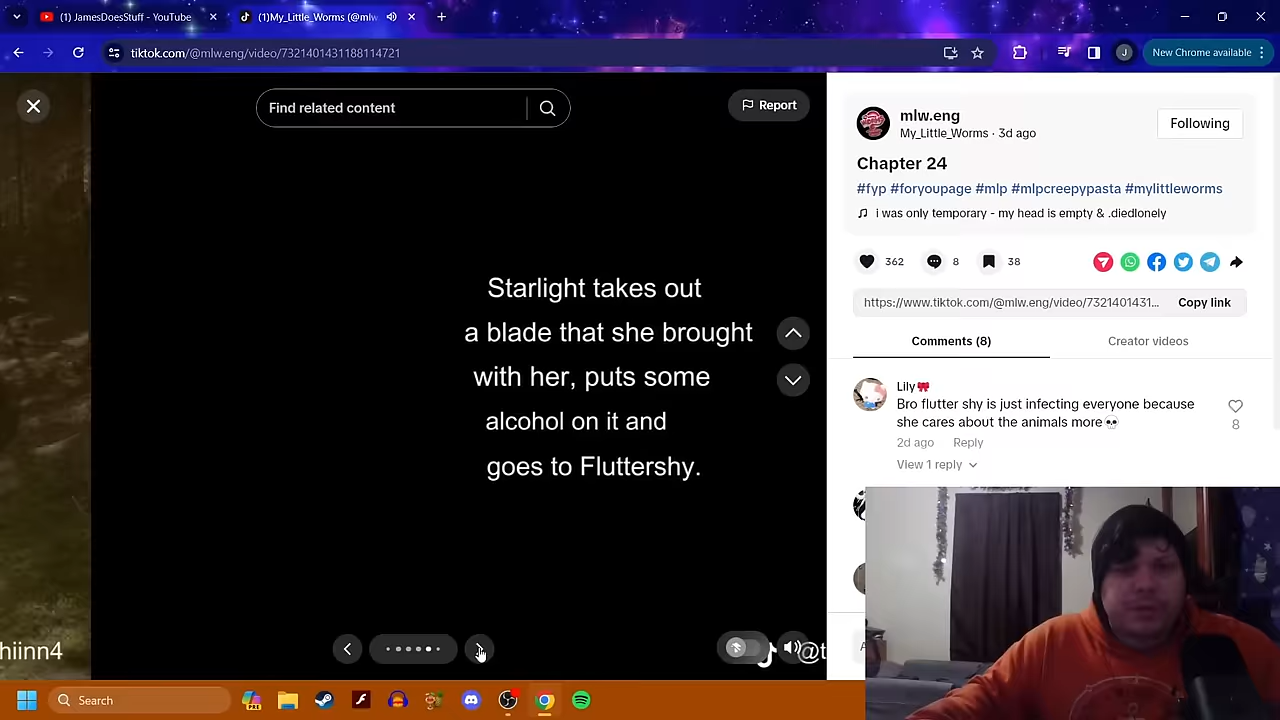 (1) JamesDoesStuff - YouTube
(1)My_Little_Worms (@mlw
tiktok.com/@mlw.eng/video/7321401431188114721
New Chrome available
Find related content
Report
mlw.eng
My_Little_Worms · 3d ago
Following
Chapter 24
#fyp #foryoupage #mlp #mlpcreepypasta #mylittleworms
i was only temporary - my head is empty & .diedlonely
362
8
38
https://www.tiktok.com/@mlw.eng/video/7321401431...
Copy link
Comments (8)
Creator videos
Starlight takes out
a blade that she brought
with her, puts some
alcohol on it and
goes to Fluttershy.
Lily🎀
Bro flutter shy is just infecting everyone because
she cares about the animals more💀
8
2d ago
Reply
View 1 reply
hiinn4
@t
Search